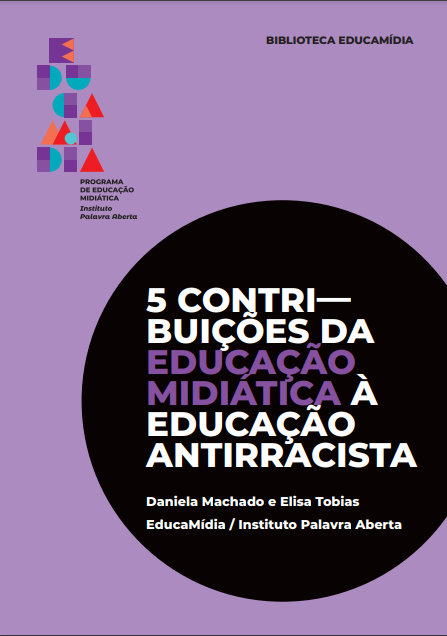 BIBLIOTECA EDUCAMÍDIA
EDUCAMÍDIA
PROGRAMA
DE EDUCAÇÃO
MIDIÁTICA
Instituto
Palavra Aberta
5 CONTRI—
BUIÇÕES DA
EDUCAÇÃO
MIDIÁTICA À
EDUCAÇÃO
ANTIRRACISTA
Daniela Machado e Elisa Tobias
EducaMídia / Instituto Palavra Aberta